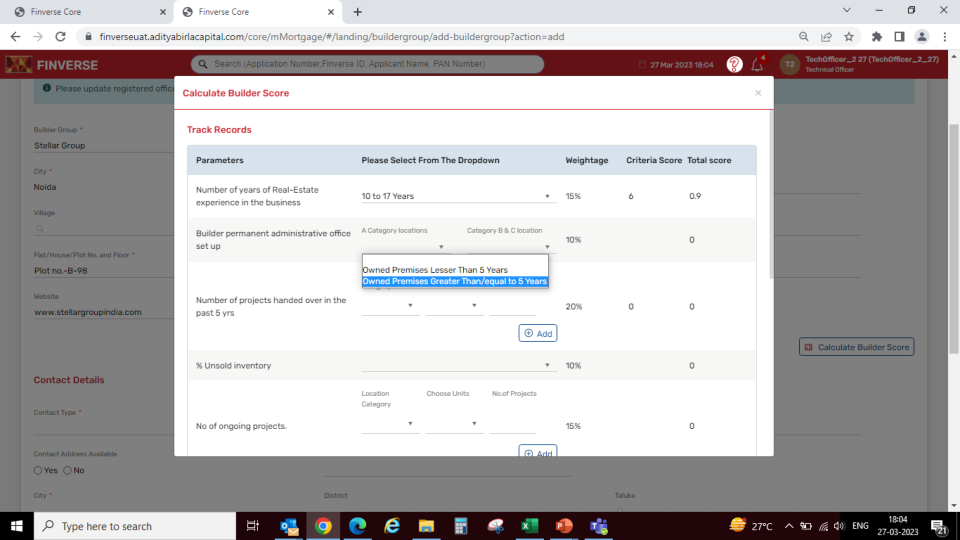 Finverse Core
Finverse Core
finverseuat.adityabirlacapital.com/core/mMortgage/#/landing/buildergroup/add-buildergroup?action=add
FINVERSE
Search (Application Number,Finverse ID, Applicant Name, PAN Number)
27 Mar 2023 18:04
?
4
T2
TechOfficer_2 27 (TechOfficer_2_27)
Technical Officer
Please update registered office
Calculate Builder Score
×
Track Records
Builder Group *
Stellar Group
City *
Noida
Village
Flat/House/Plot No. and Floor *
Plot no.-B-98
Website
www.stellargroupindia.com
Parameters Please Select From The Dropdown Weightage Criteria Score Total score
Number of years of Real-Estate
experience in the business
10 to 17 Years 15% 6 0.9
Builder permanent administrative office
set up
A Category locations Category B & C location
10% 0
Owned Premises Lesser Than 5 Years
Owned Premises Greater Than/equal to 5 Years
Number of projects handed over in the
past 5 yrs
20% 0 0
Add
% Unsold inventory 10% 0
Location
Category
Choose Units No.of Projects
No of ongoing projects. 15% 0
Add
Calculate Builder Score
Contact Details
Contact Type *
Contact Address Available
Yes No
City * District Taluka
Type here to search
27°C
ENG
18:04
27-03-2023
21